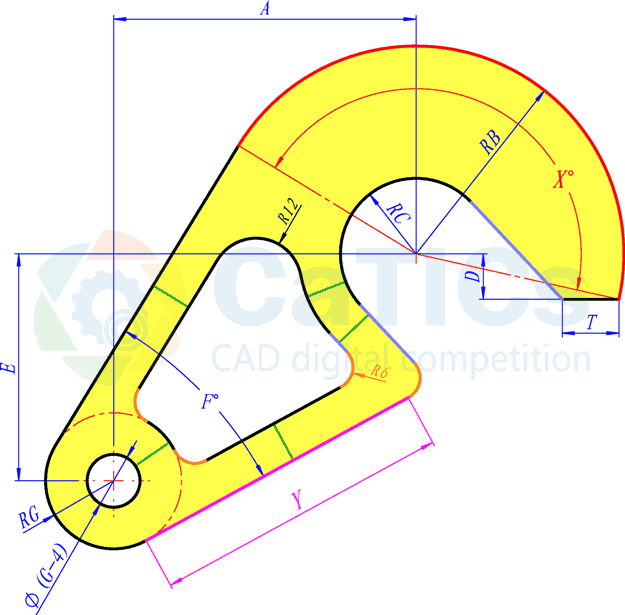 A
RB
X°
RC
R12
D
CaTICs
T
CAD digital competition
E
R6
F°
Y
RG
Φ (G-4)